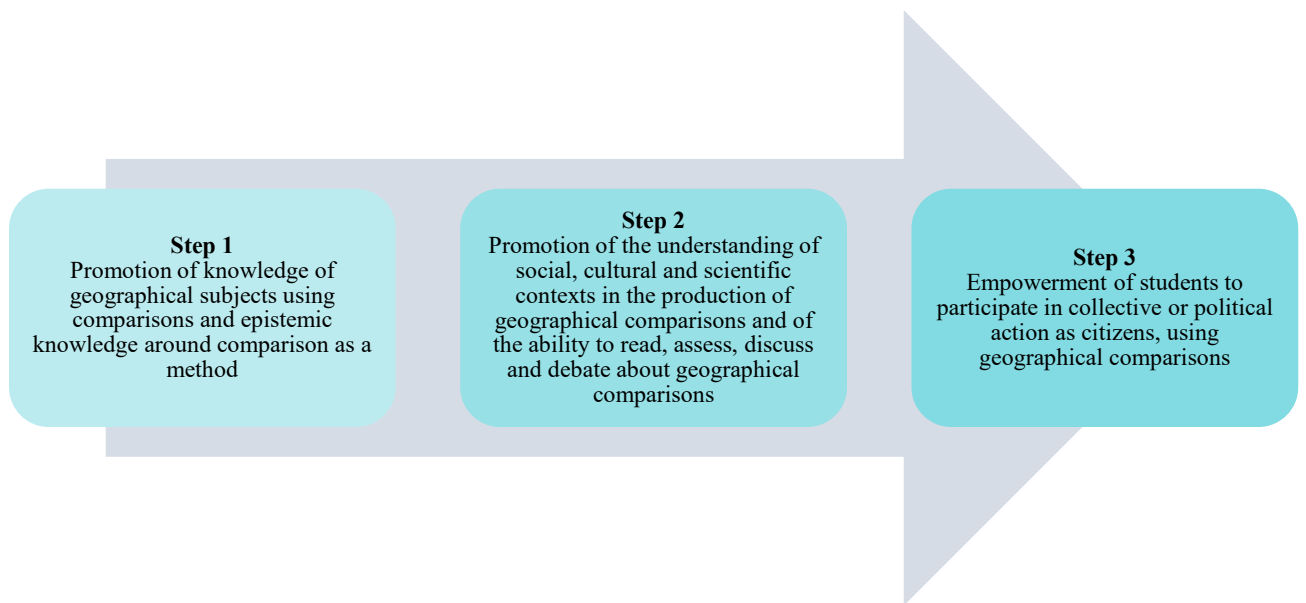 Step 1
Promotion of knowledge of
geographical subjects using
comparisons and epistemic
knowledge around comparison as a
method
Step 2
Promotion of the understanding of
social, cultural and scientific
contexts in the production of
geographical comparisons and of
the ability to read, assess, discuss
and debate about geographical
comparisons
Step 3
Empowerment of students to
participate in collective or political
action as citizens, using
geographical comparisons